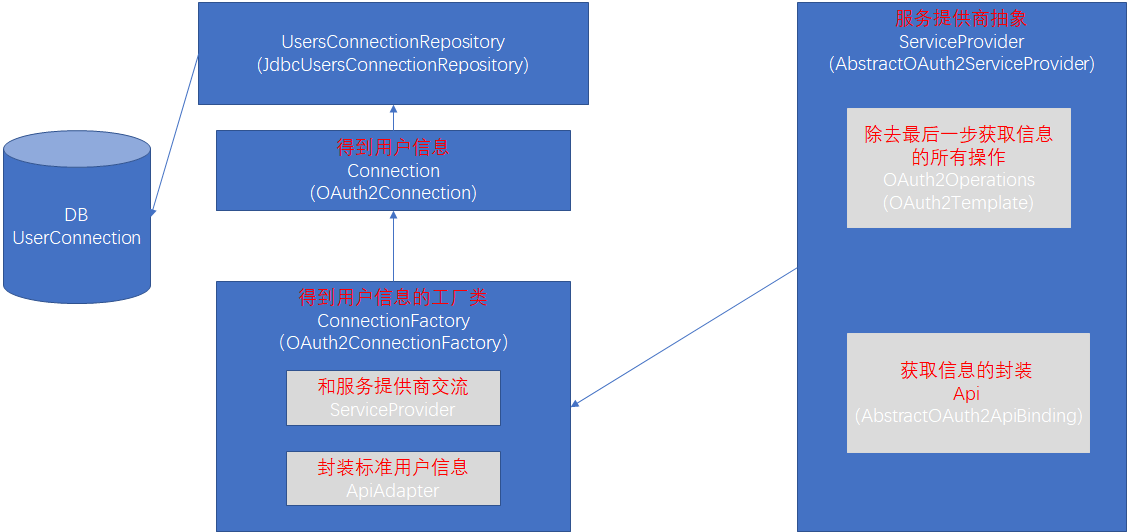 UsersConnectionRepository
(JdbcUsersConnectionRepository)
得到用户信息
Connection
(OAuth2Connection)
DB
UserConnection
得到用户信息的工厂类
ConnectionFactory
（OAuth2ConnectionFactory）
和服务提供商交流
ServiceProvider
封装标准用户信息
ApiAdapter
服务提供商抽象
ServiceProvider
(AbstractOAuth2ServiceProvider)
除去最后一步获取信息
的所有操作
OAuth2Operations
(OAuth2Template)
获取信息的封装
Api
(AbstractOAuth2ApiBinding)